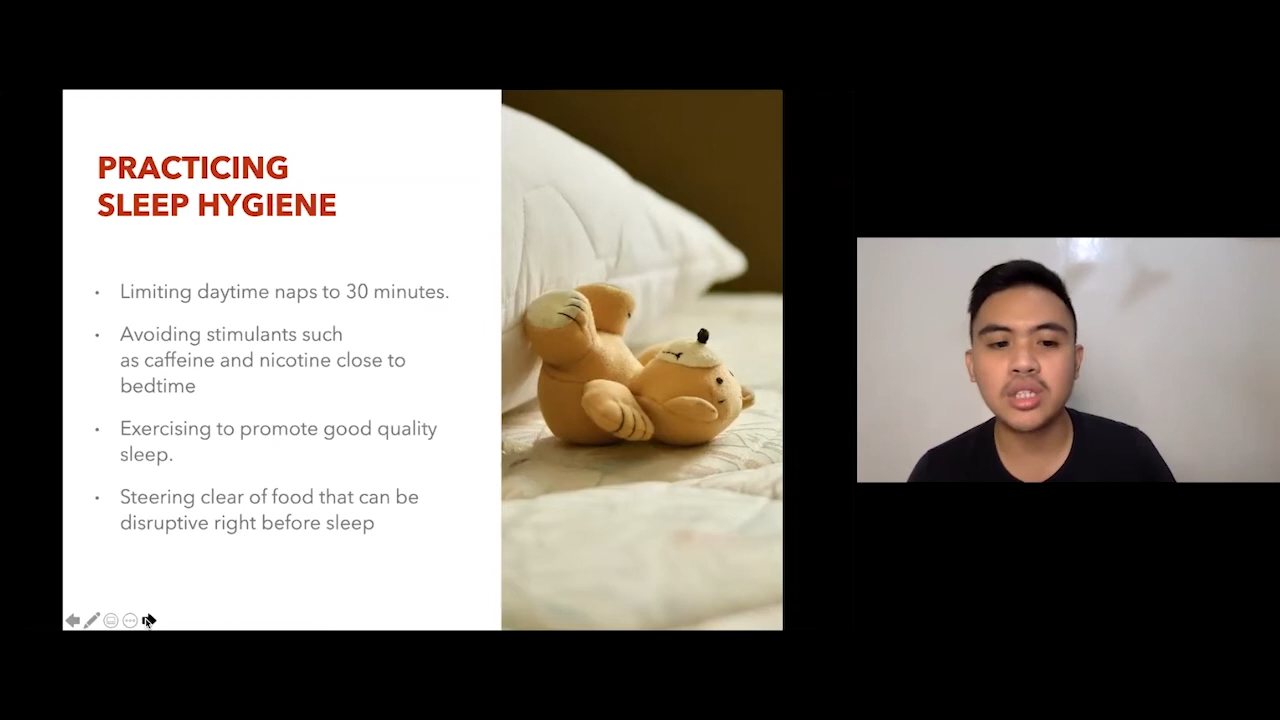 PRACTICING
SLEEP HYGIENE
• Limiting daytime naps to 30 minutes.
• Avoiding stimulants such
as caffeine and nicotine close to
bedtime
• Exercising to promote good quality
sleep.
• Steering clear of food that can be
disruptive right before sleep